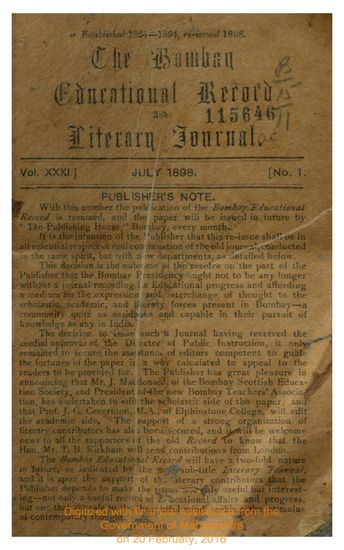 Established 1864—1894, re-issued 1898.
The Bombay
Educational Record
And
Literary Journal.
B
15
115646
11
Vol. XXXI.] JULY 1898. [No. 1.
PUBLISHER'S NOTE.
With this number the publication of the Bombay Educational
Record is resumed, and the paper will be issued in future by
"The Publishing House," Bombay, every month.
It is the intention of the Publisher that this re-issue shall be in
all essential respects a real continuation of the old journal, conducted
in the same spirit, but with new departments, as detailed below.
This decision is the outcome of the resolve on the part of the
Publisher that the Bombay Presidency ought not to be any longer
without a journal recording its Educational progress and affording
a medium for the expression and interchange of thought to the
scholastic, academic, and literary forces present in Bombay—a
community quite as assiduous and capable in their pursuit of
knowledge as any in India.
The decision to issue such a Journal having received the
cordial approval of the Director of Public Instruction, it only
remained to secure the assistance of editors competent to guide
the fortunes of the paper in a way calculated to appeal to the
readers to be provided for. The Publisher has great pleasure in
announcing that Mr. J. Macdonald, of the Bombay Scottish Educa-
tion Society, and President of the new Bombay Teachers' Associa-
tion, has undertaken to edit the scholastic side of the paper; and
that Prof. J. G. Covernton, M.A., of Elphinstone College, will edit
the academic side. The support of a strong organization of
literary contributors has also been secured, and it will be welcome
news to all the supporters of the old Record to know that the
Hon. Mr. T. B. Kirkham will send contributions from London.
The Bombay Educational Record will have a two-fold nature
in future, as indicated by the sub-title Literary Journal,
and it is upon the support of the literary contributors that the
Publisher depends to make the paper not only useful but interest-
ing—not only a useful record of Educational affairs and progress,
but
of contemporary thought.
Digitized with financial assistance from the
Government of Maharashtra
on 20 February, 2016